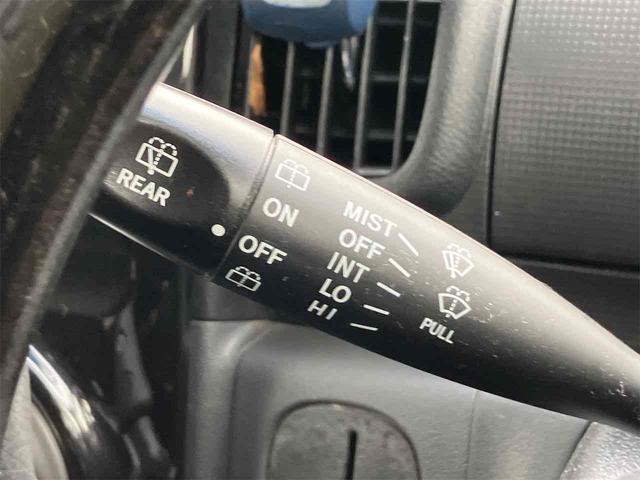 REAR
ON
OFF
MIST
OFF
INT
LO
HI
PULL